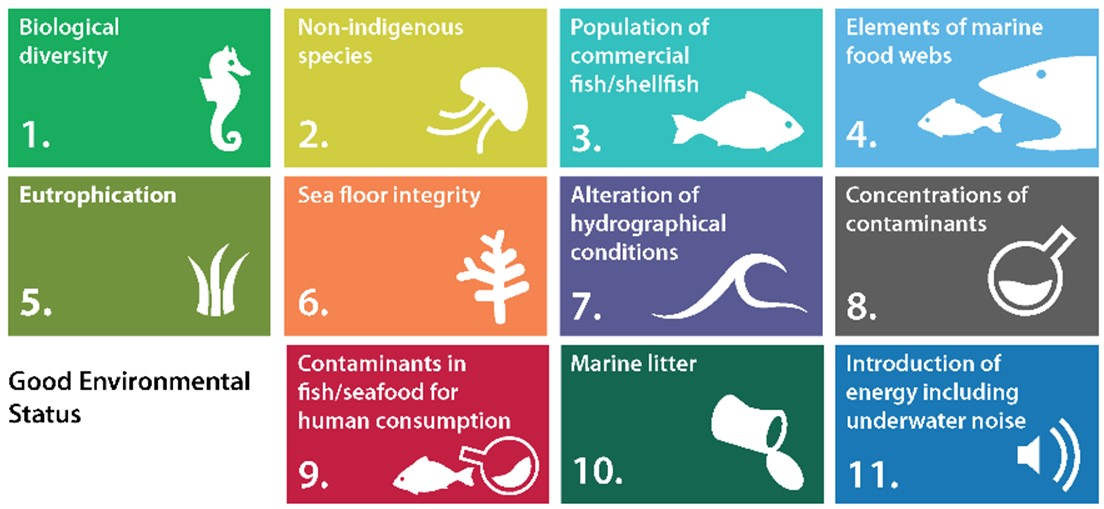 Biological
diversity
1.
Non-indigenous
species
2.
Population of
commercial
fish/shellfish
3.
Elements of marine
food webs
4.
Eutrophication
5.
Sea floor integrity
6.
Alteration of
hydrographical
conditions
7.
Concentrations of
contaminants
8.
Good Environmental
Status
Contaminants in
fish/seafood for
human consumption
9.
Marine litter
10.
Introduction of
energy including
underwater noise
11.